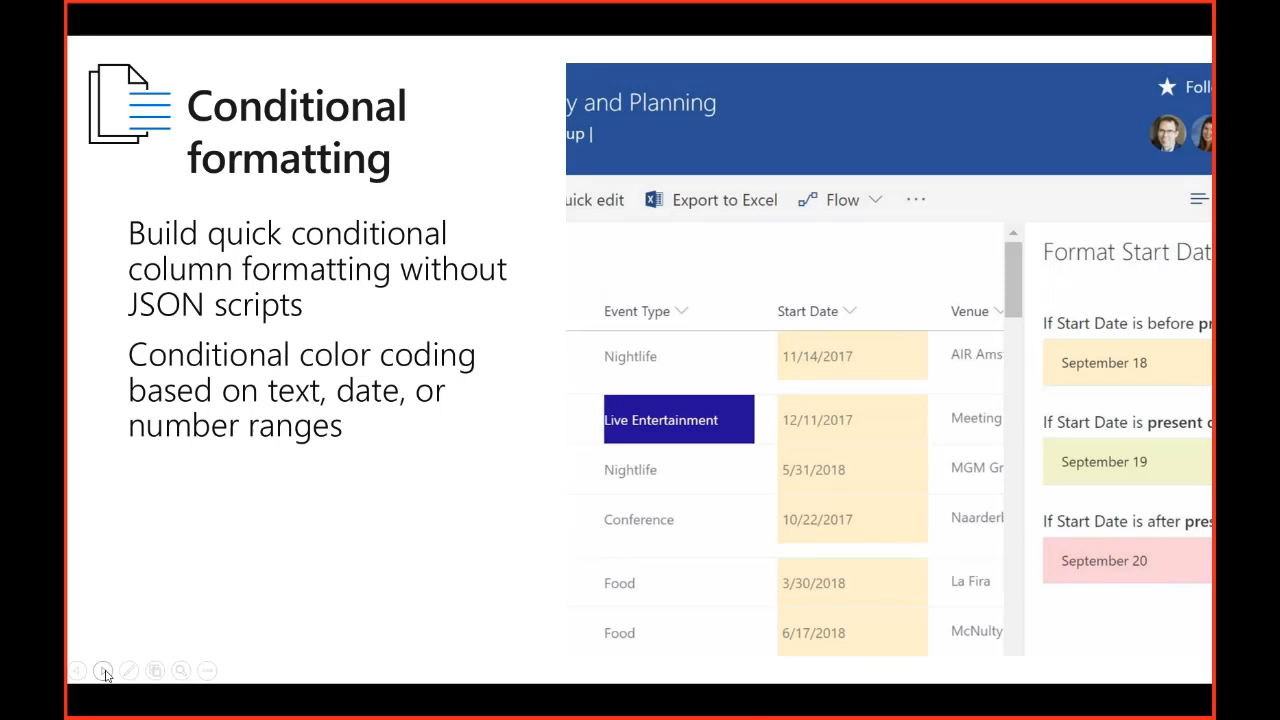 Conditional
formatting
Build quick conditional
column formatting without
JSON scripts
Conditional color coding
based on text, date, or
number ranges
y and Planning
up |
Foll
uick edit
Export to Excel
Flow
Format Start Dat
Event Type
Start Date
Venue
Nightlife
11/14/2017
AIR Ams
Live Entertainment
12/11/2017
Meeting
Nightlife
5/31/2018
MGM Gr
Conference
10/22/2017
Naarderb
Food
3/30/2018
La Fira
Food
6/17/2018
McNulty
If Start Date is before pr
September 18
If Start Date is present o
September 19
If Start Date is after pres
September 20